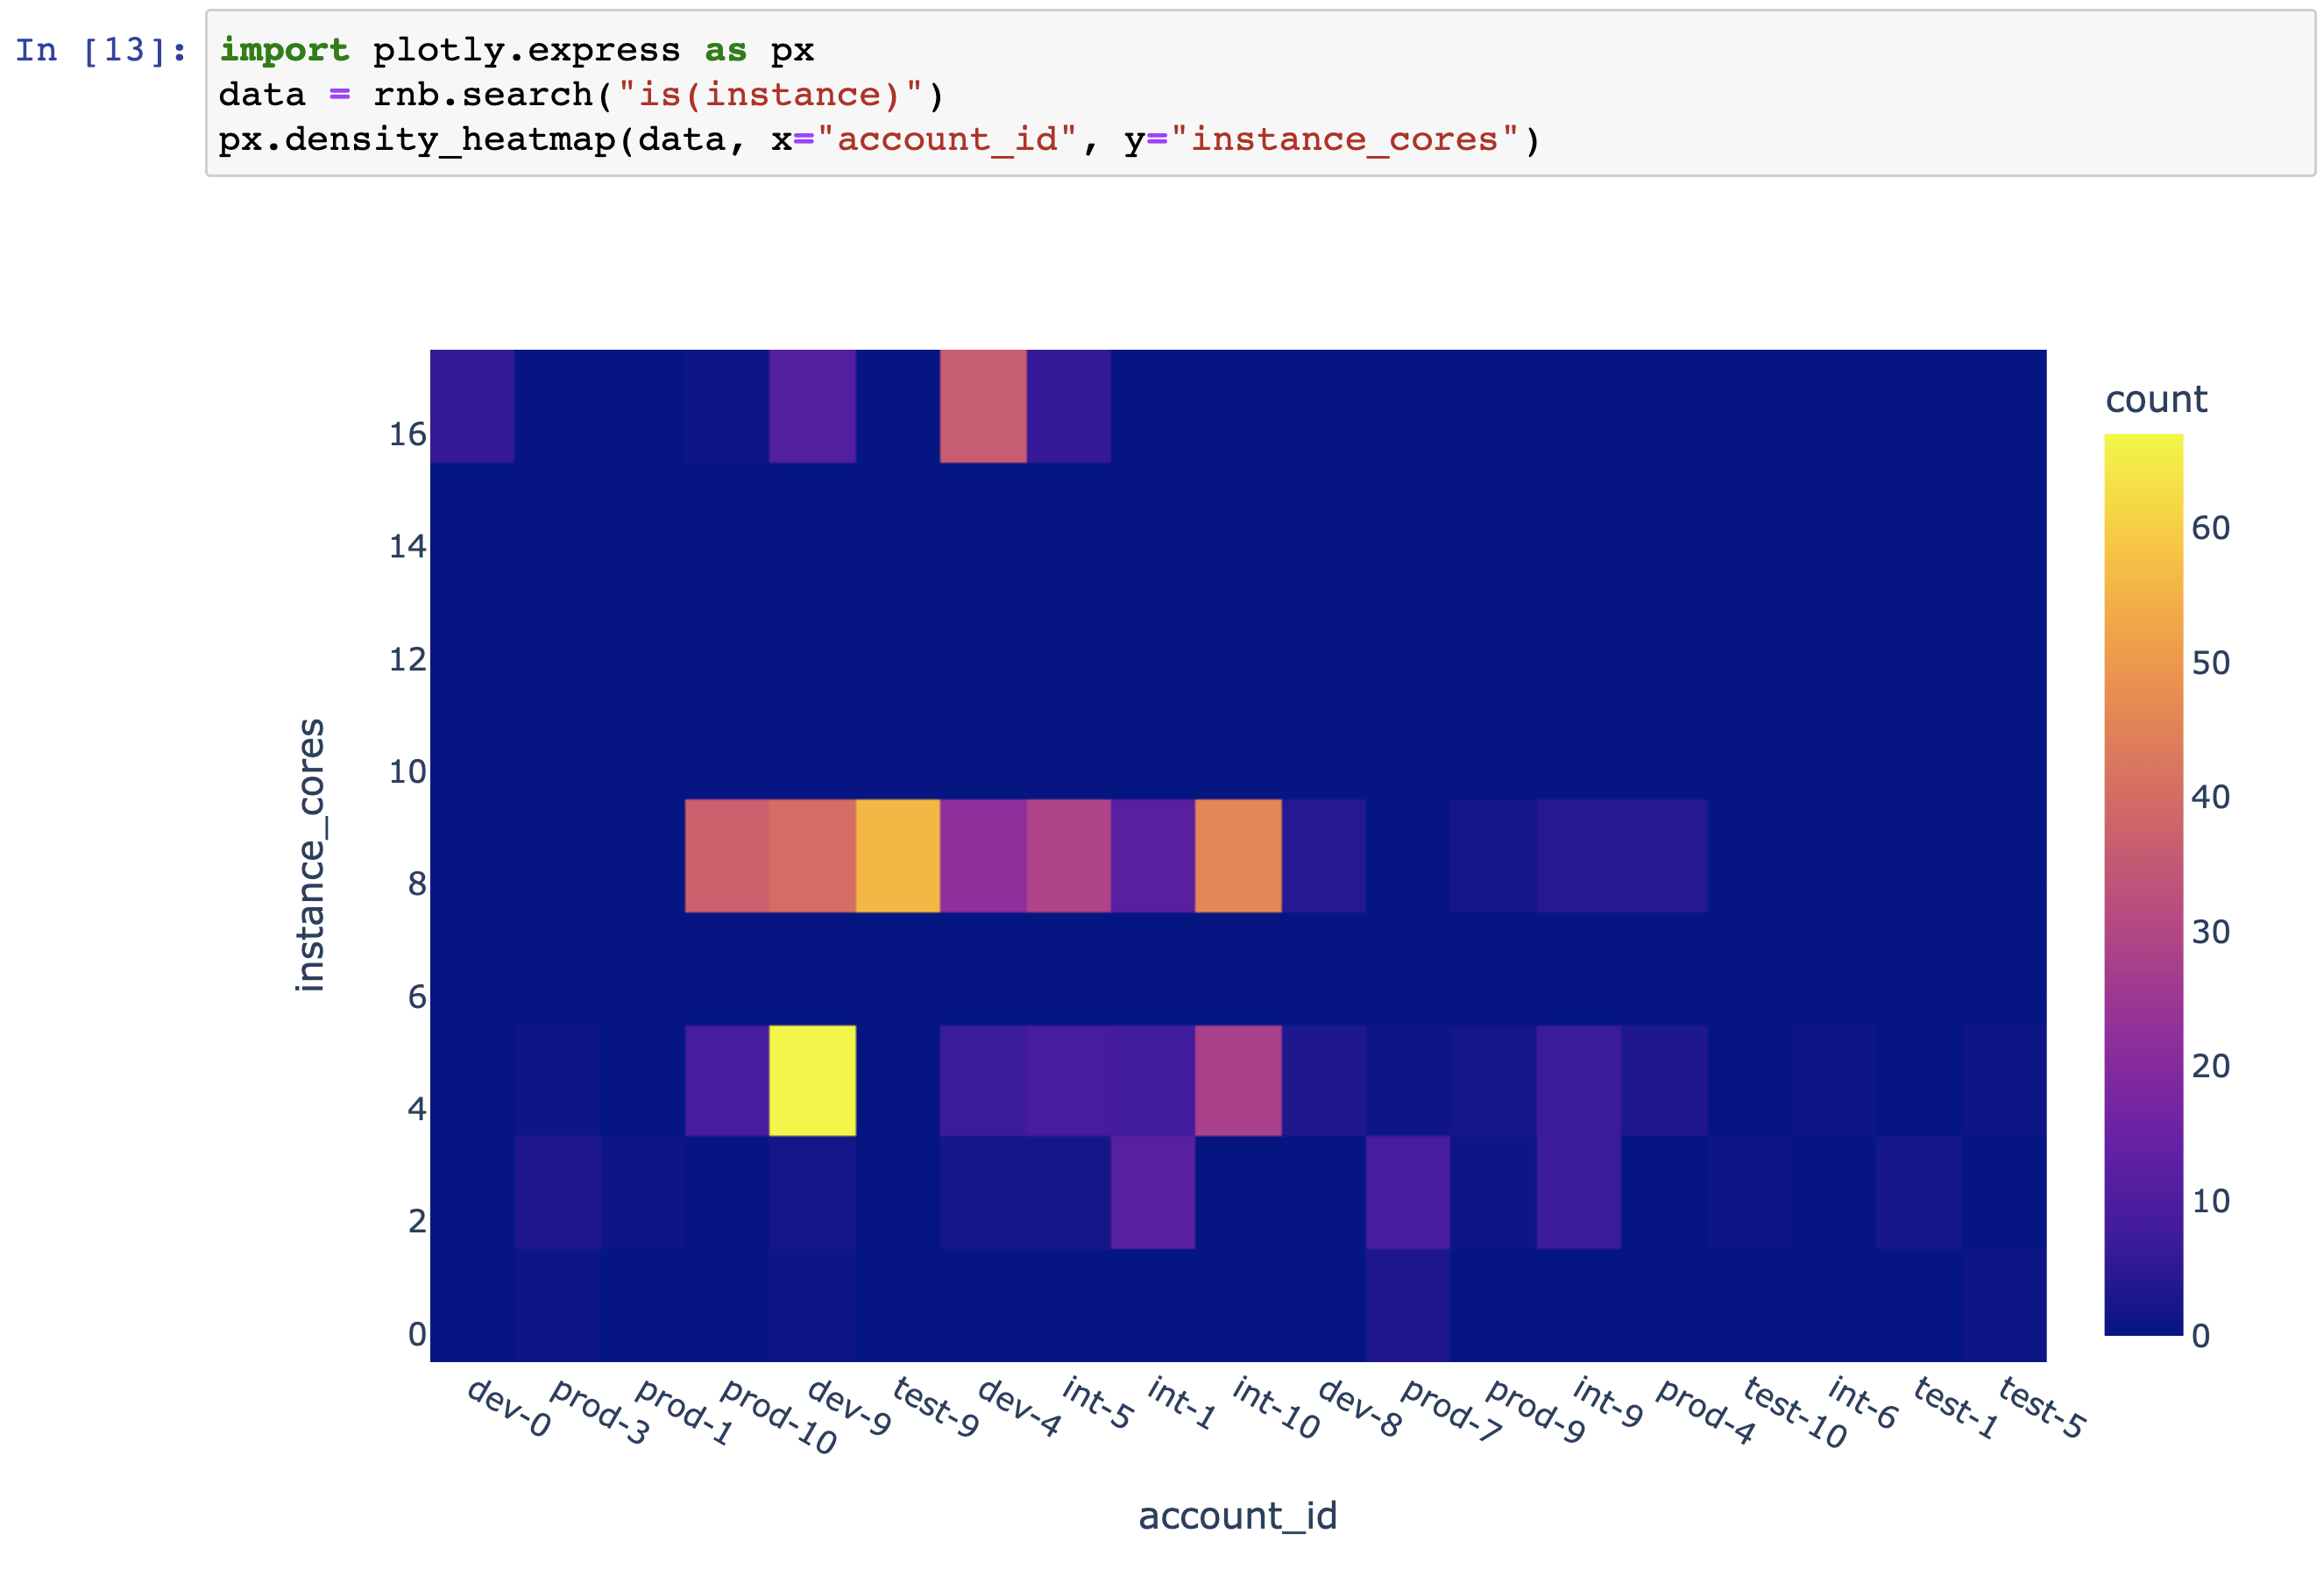 In [13]:
import plotly.express as px
data = rnb.search("is(instance)")
px.density_heatmap(data, x="account_id", y="instance_cores")
count
16
14
12
10
8
6
4
2
0
instance_cores
60
50
40
30
20
10
0
dev-0
prod-3
prod-1
prod-10
dev-9
test-9
dev-4
int-5
int-1
int-10
dev-8
prod-7
prod-9
int-9
prod-4
test-10
int-6
test-1
test-5
account_id